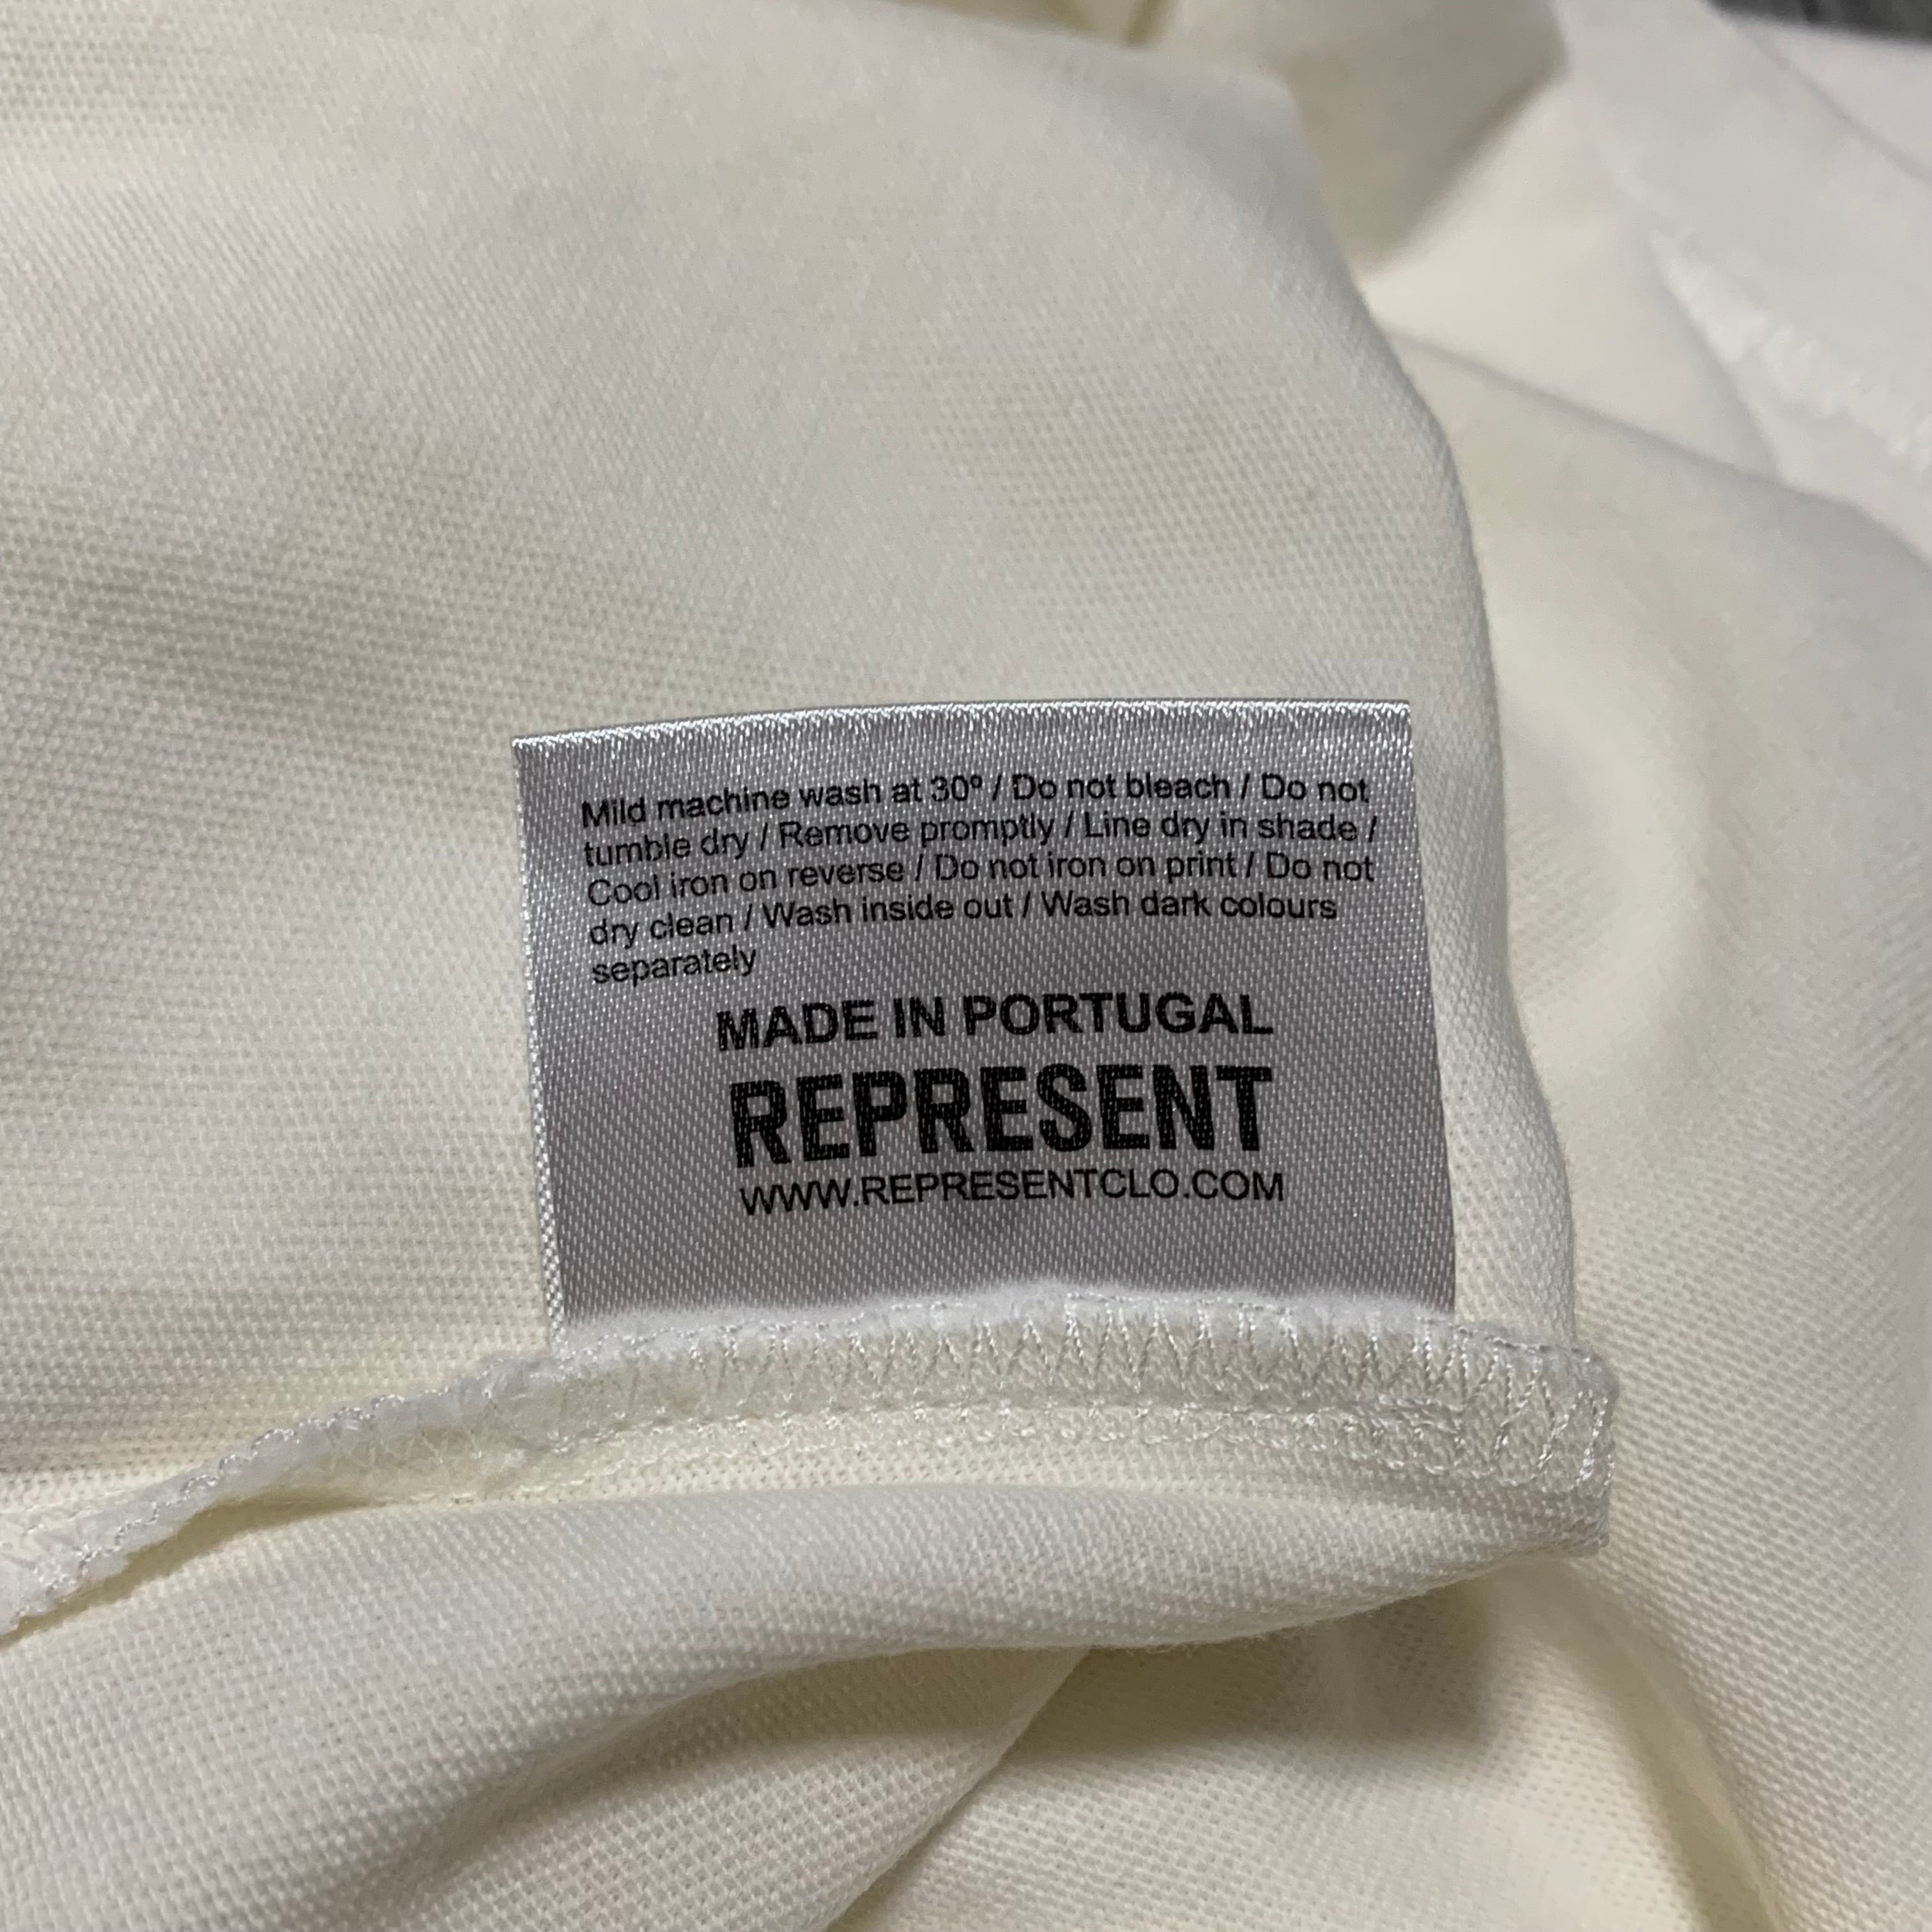 Mild machine wash at 30º / Do not bleach / Do not
tumble dry / Remove promptly / Line dry in shade /
Cool iron on reverse / Do not iron on print / Do not
dry clean / Wash inside out / Wash dark colours
separately
MADE IN PORTUGAL
REPRESENT
WWW.REPRESENTCLO.COM